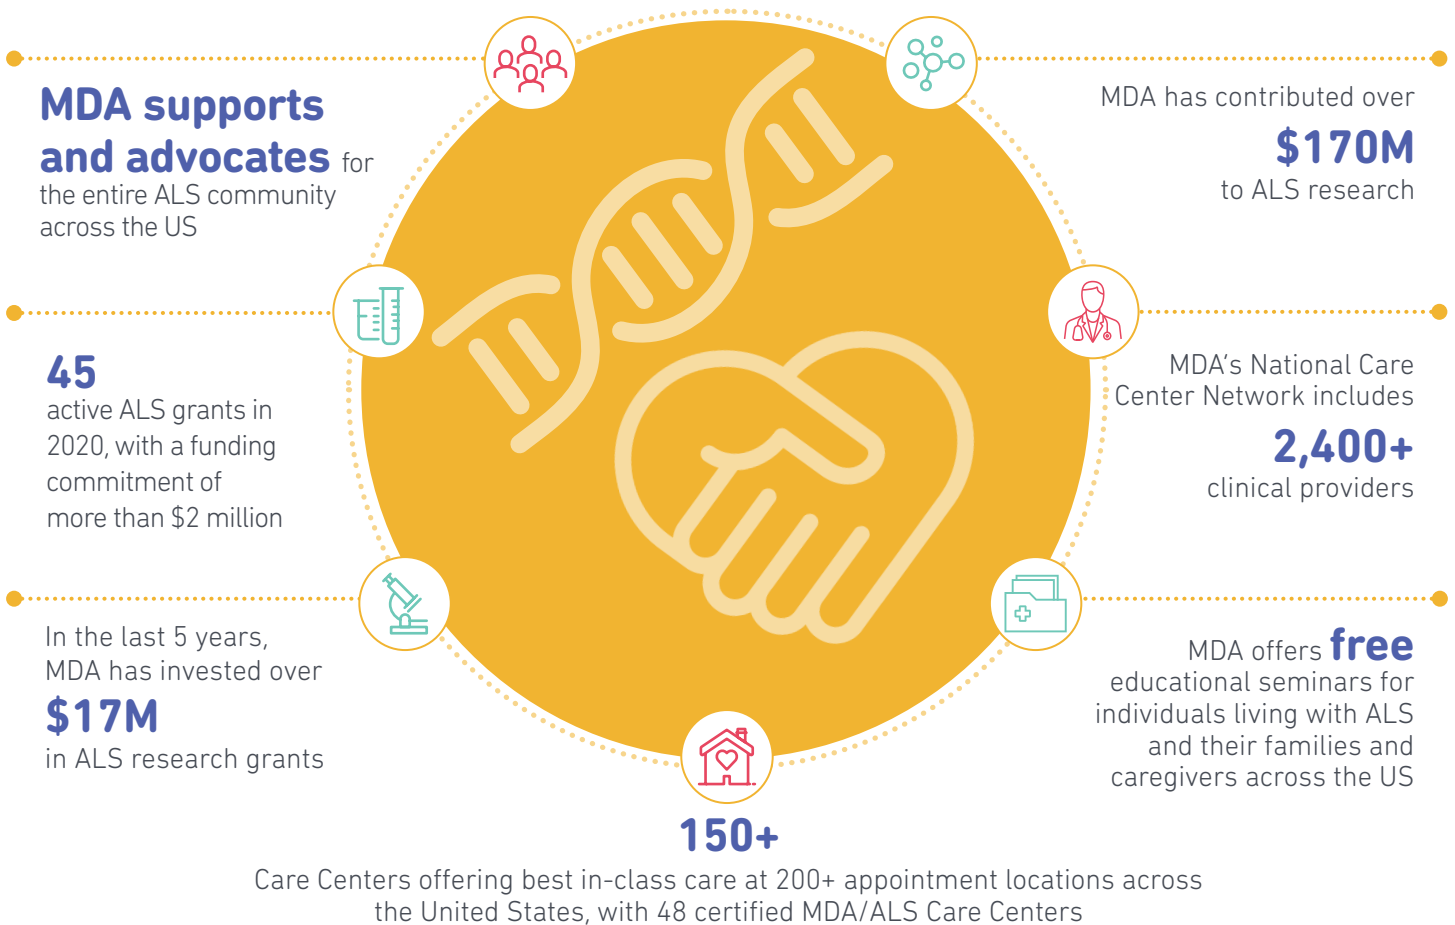 MDA supports
and advocates for
the entire ALS community
across the US
45
active ALS grants in
2020, with a funding
commitment of
more than $2 million
In the last 5 years,
MDA has invested over
$17M
in ALS research grants
MDA has contributed over
$170M
to ALS research
MDA's National Care
Center Network includes
2,400+
clinical providers
MDA offers free
educational seminars for
individuals living with ALS
and their families and
caregivers across the US
150+
Care Centers offering best in-class care at 200+ appointment locations across
the United States, with 48 certified MDA/ALS Care Centers